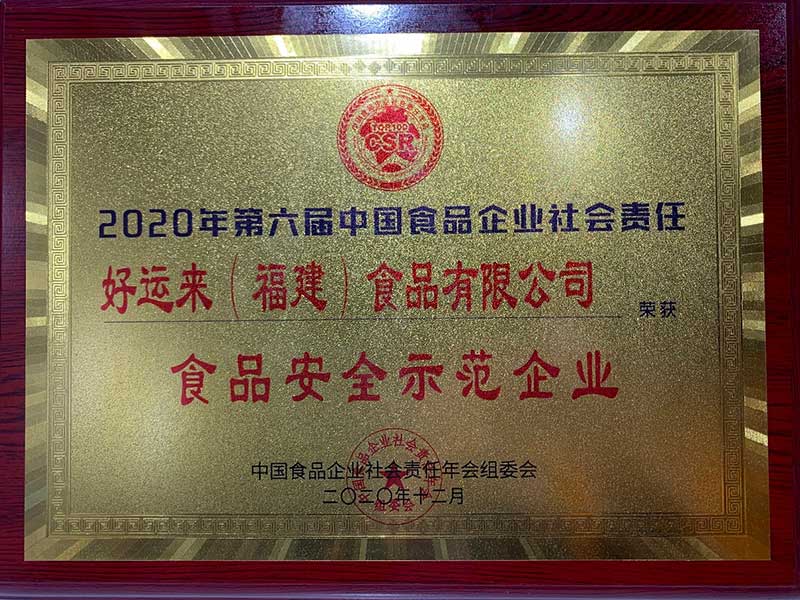 TOP100
CSR
2020年第六届中国食品企业社会责任
好运来（福建）食品有限公司 荣获
食品安全示范企业
中国食品企业社会责任年会组委会
二〇二〇年十二月